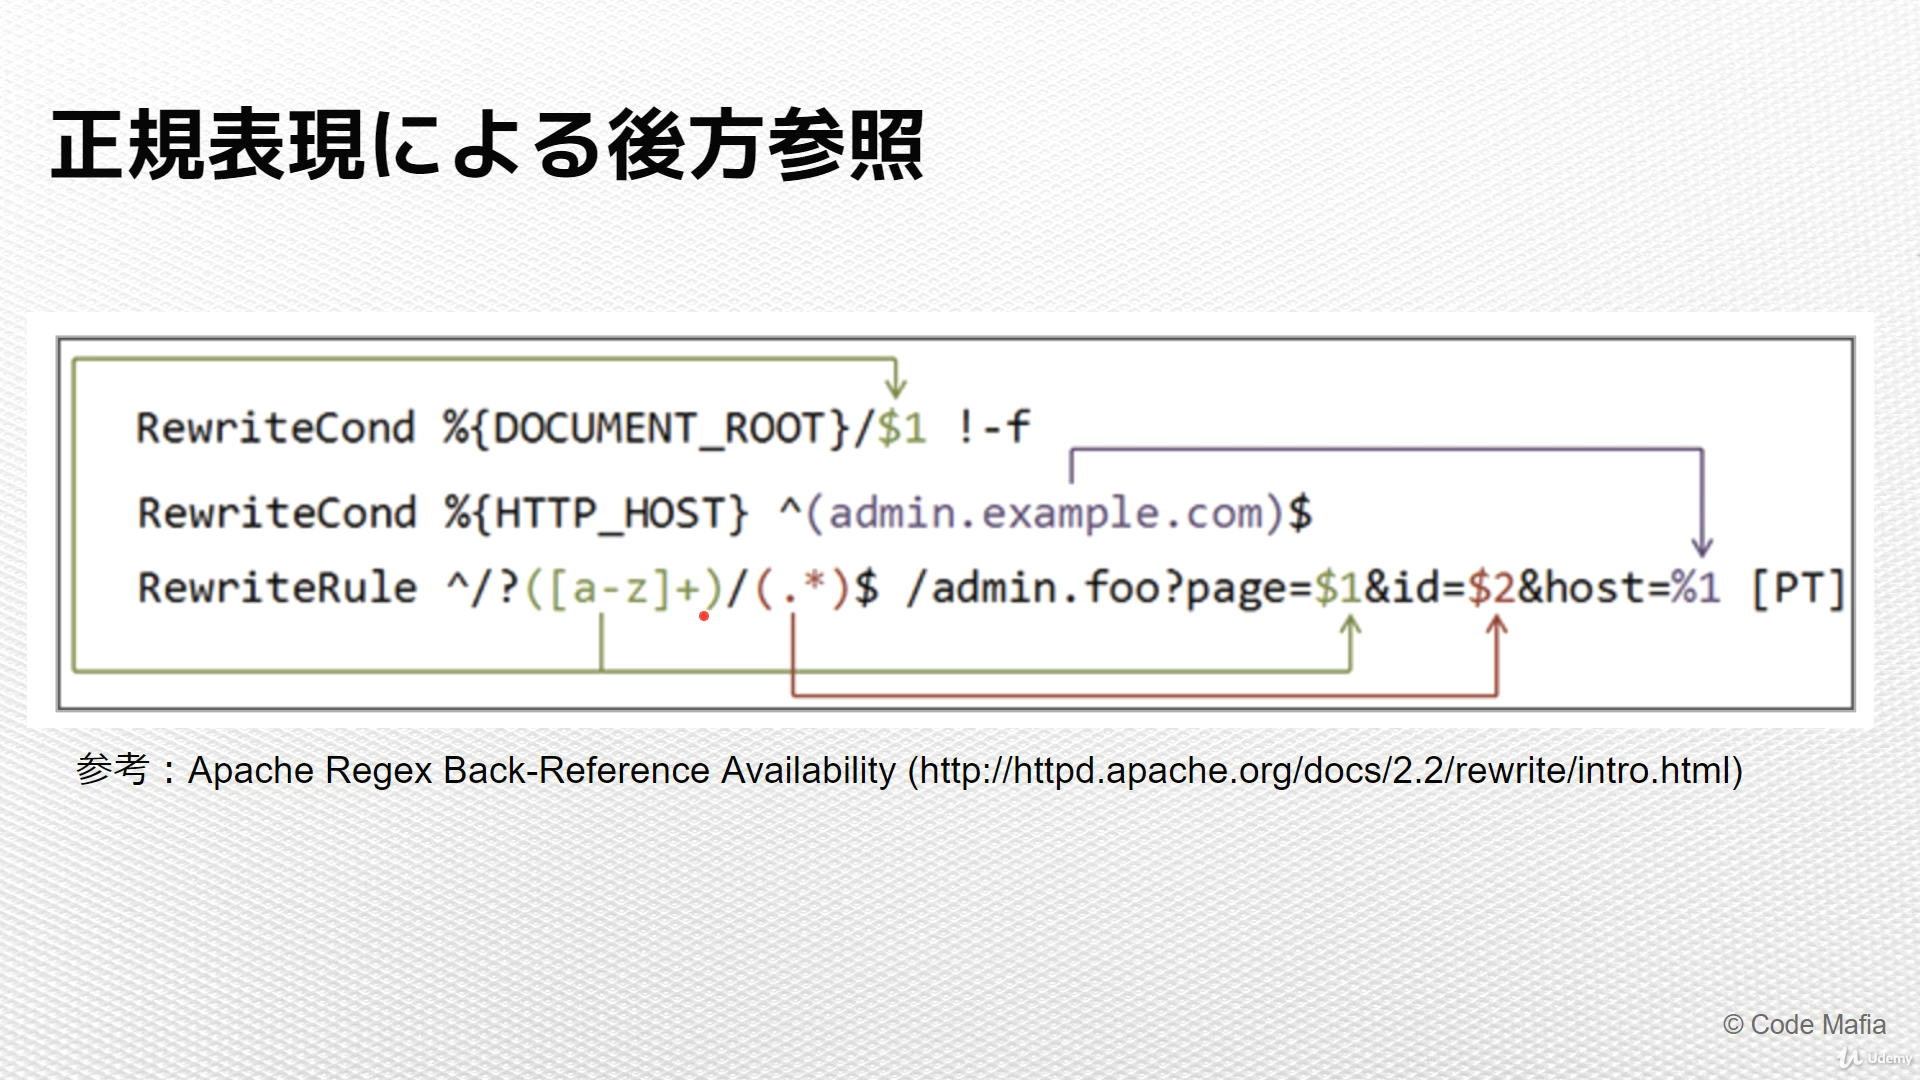 正規表現による後方参照
RewriteCond %{DOCUMENT_ROOT}/$1 !-f
RewriteCond %{HTTP_HOST} ^(admin.example.com)$
RewriteRule ^/?([a-z]+)/(.*)$ /admin.foo?page=$1&id=$2&host=%1 [PT]
参考：Apache Regex Back-Reference Availability (http://httpd.apache.org/docs/2.2/rewrite/intro.html)
© Code Mafia
Udemy